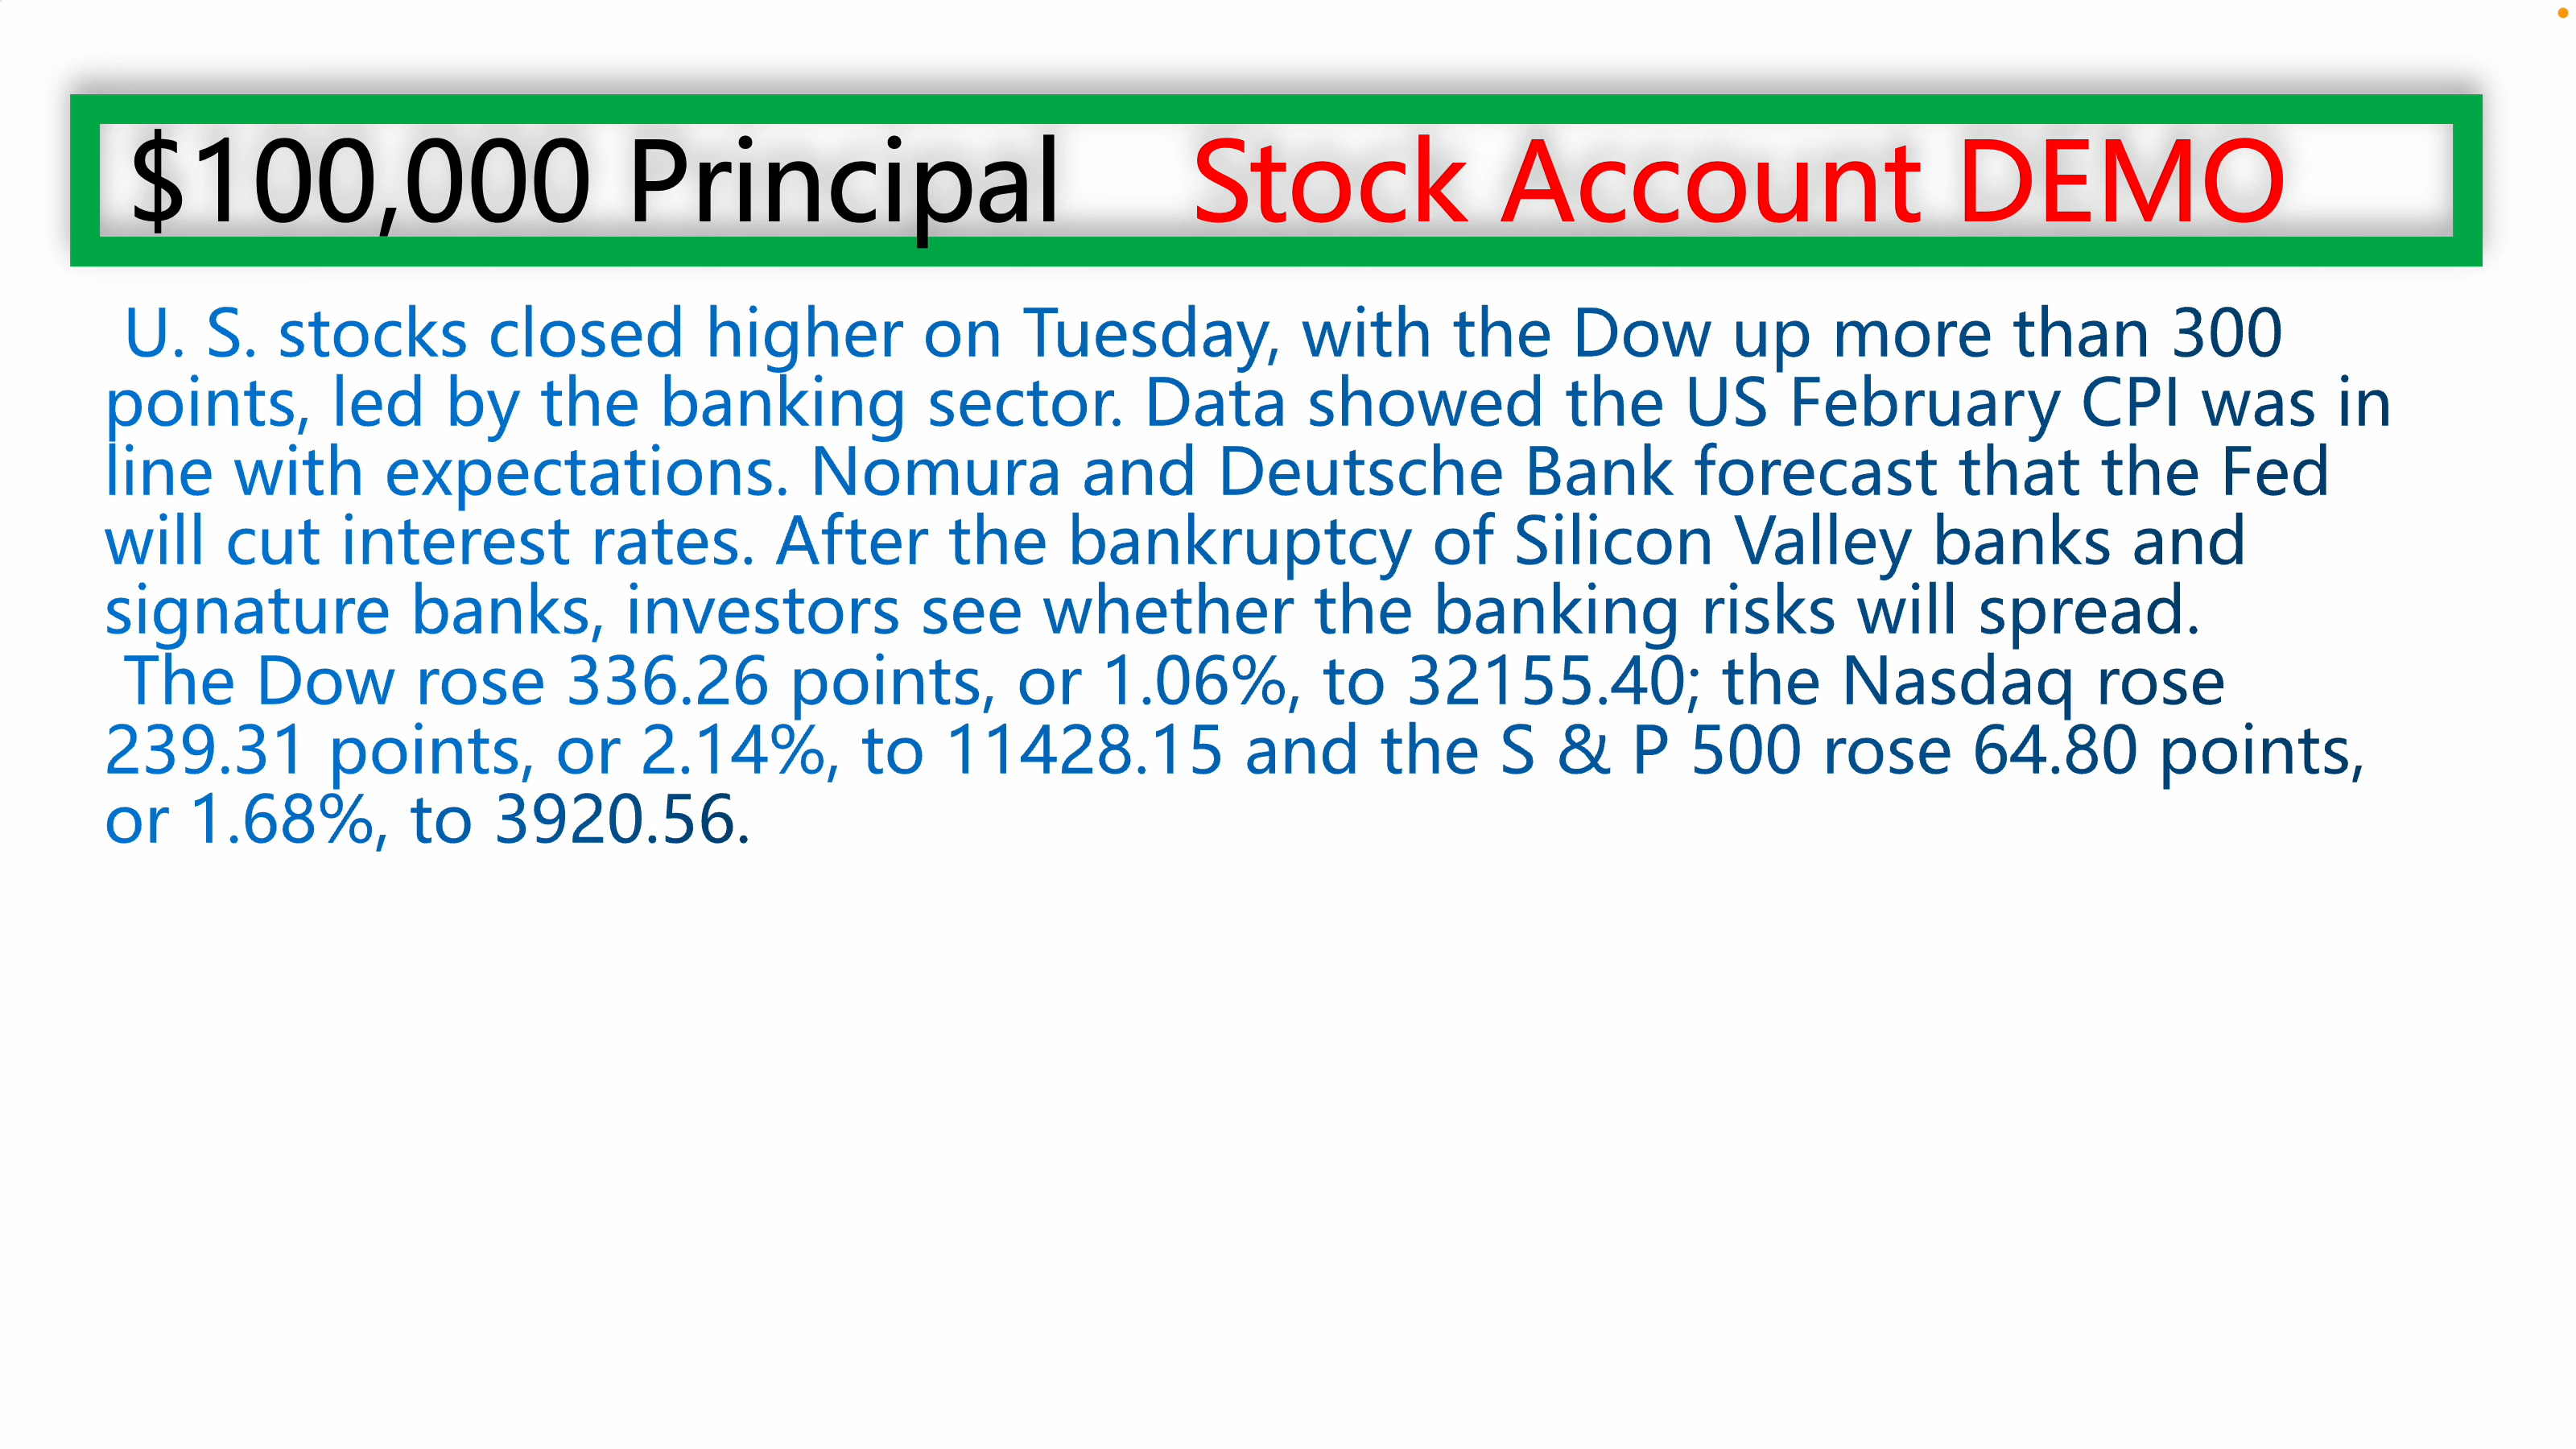 $100,000 Principal Stock Account DEMO
U. S. stocks closed higher on Tuesday, with the Dow up more than 300
points, led by the banking sector. Data showed the US February CPI was in
line with expectations. Nomura and Deutsche Bank forecast that the Fed
will cut interest rates. After the bankruptcy of Silicon Valley banks and
signature banks, investors see whether the banking risks will spread.
The Dow rose 336.26 points, or 1.06%, to 32155.40; the Nasdaq rose
239.31 points, or 2.14%, to 11428.15 and the S & P 500 rose 64.80 points,
or 1.68%, to 3920.56.